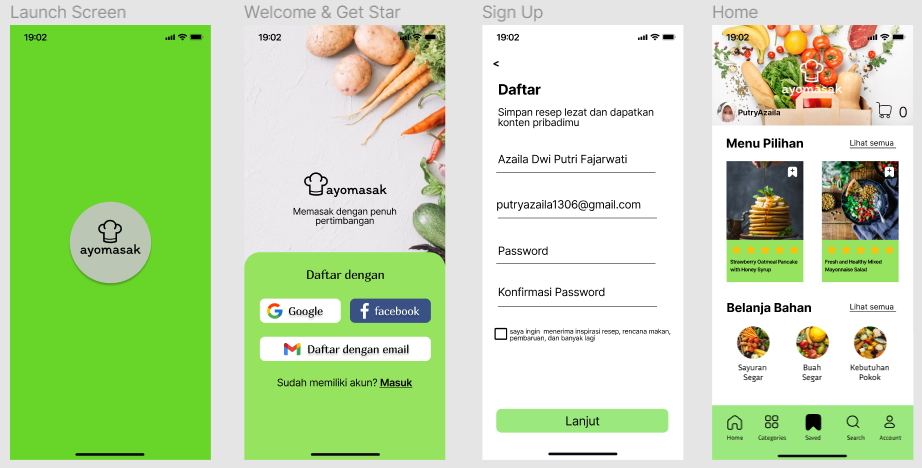 Launch Screen
19:02
ayomasak
Welcome & Get Star
19:02
ayomasak
Memasak dengan penuh
pertimbangan
Daftar dengan
Google
facebook
Daftar dengan email
Sudah memiliki akun? Masuk
Sign Up
19:02
<
Daftar
Simpan resep lezat dan dapatkan
konten pribadimu
Azaila Dwi Putri Fajarwati
putryazaila1306@gmail.com
Password
Konfirmasi Password
saya ingin menerima inspirasi resep, rencana makan,
pembaruan, dan banyak lagi
Lanjut
Home
19:02
ayomasak
PutryAzaila
0
Menu Pilihan
Lihat semua
Strawberry Oatmeal Pancake
with Honey Syrup
Fresh and Healthy Mixed
Mayonnaise Salad
Belanja Bahan
Lihat semua
Sayuran
Segar
Buah
Segar
Kebutuhan
Pokok
Home
Categories
Saved
Search
Account